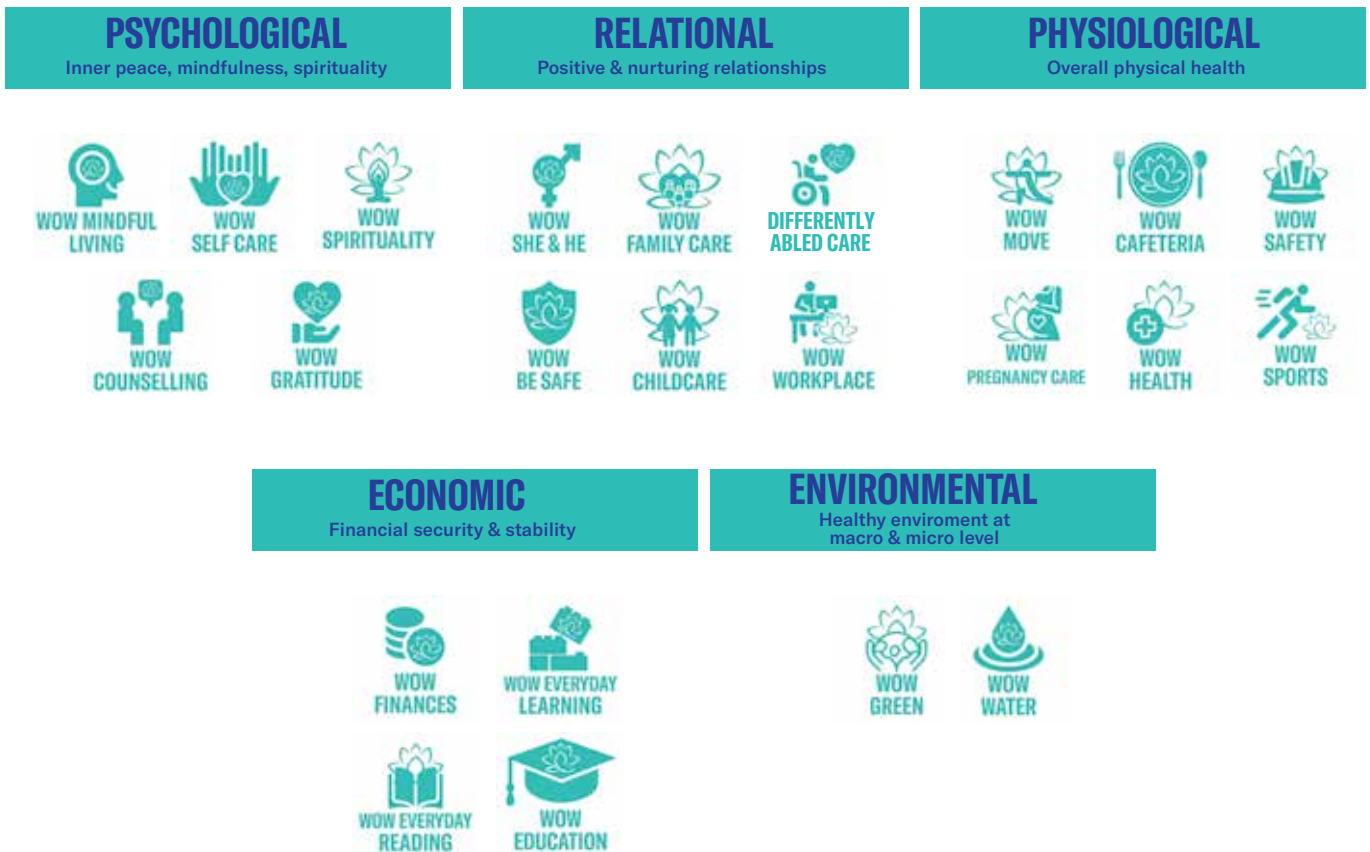 PSYCHOLOGICAL
Inner peace, mindfulness, spirituality
RELATIONAL
Positive & nurturing relationships
PHYSIOLOGICAL
Overall physical health
WOW MINDFUL
LIVING
WOW
SELF CARE
WOW
SPIRITUALITY
WOW
COUNSELLING
WOW
GRATITUDE
WOW
SHE & HE
WOW
FAMILY CARE
DIFFERENTLY
ABLED CARE
WOW
BE SAFE
WOW
CHILDCARE
WOW
WORKPLACE
WOW
MOVE
WOW
CAFETERIA
WOW
SAFETY
WOW
PREGNANCY CARE
WOW
HEALTH
WOW
SPORTS
ECONOMIC
Financial security & stability
ENVIRONMENTAL
Healthy enviroment at
macro & micro level
WOW
FINANCES
WOW EVERYDAY
LEARNING
WOW EVERYDAY
READING
WOW
EDUCATION
WOW
GREEN
WOW
WATER